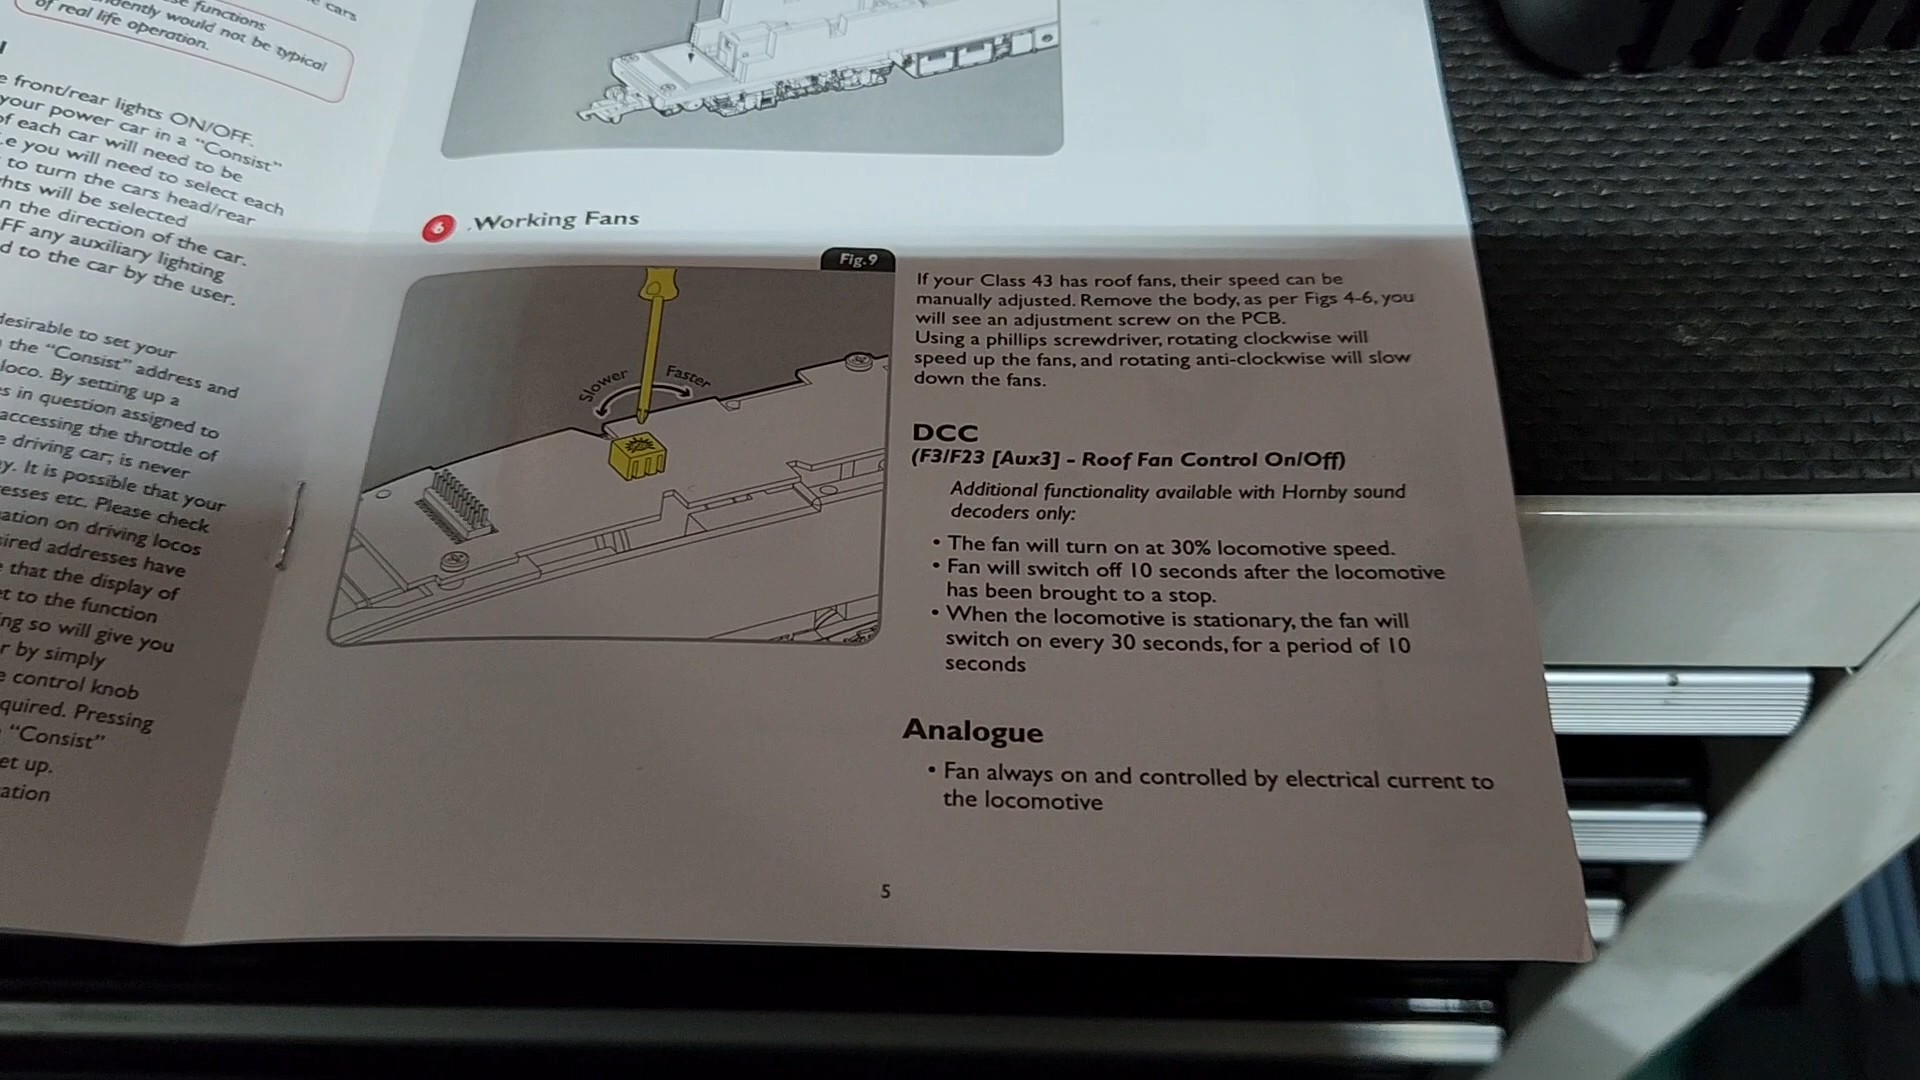 e cars
se functions
dently would not be typical
of real life operation.
e front/rear lights ON/OFF.
your power car in a "Consist"
of each car will need to be
.e you will need to select each
to turn the cars head/rear
hts will be selected
n the direction of the car.
FF any auxiliary lighting
d to the car by the user.
desirable to set your
the "Consist" address and
loco. By setting up a
s in question assigned to
accessing the throttle of
e driving car, is never
y. It is possible that your
esses etc. Please check
ation on driving locos
ired addresses have
e that the display of
et to the function
ng so will give you
r by simply
e control knob
quired. Pressing
"Consist"
et up.
ation
6 .Working Fans
Fig.9
Slower Faster
If your Class 43 has roof fans, their speed can be
manually adjusted. Remove the body, as per Figs 4-6, you
will see an adjustment screw on the PCB.
Using a phillips screwdriver, rotating clockwise will
speed up the fans, and rotating anti-clockwise will slow
down the fans.
DCC
(F3/F23 [Aux3] - Roof Fan Control On/Off)
Additional functionality available with Hornby sound
decoders only:
• The fan will turn on at 30% locomotive speed.
• Fan will switch off 10 seconds after the locomotive
has been brought to a stop.
• When the locomotive is stationary, the fan will
switch on every 30 seconds, for a period of 10
seconds
Analogue
• Fan always on and controlled by electrical current to
the locomotive
5